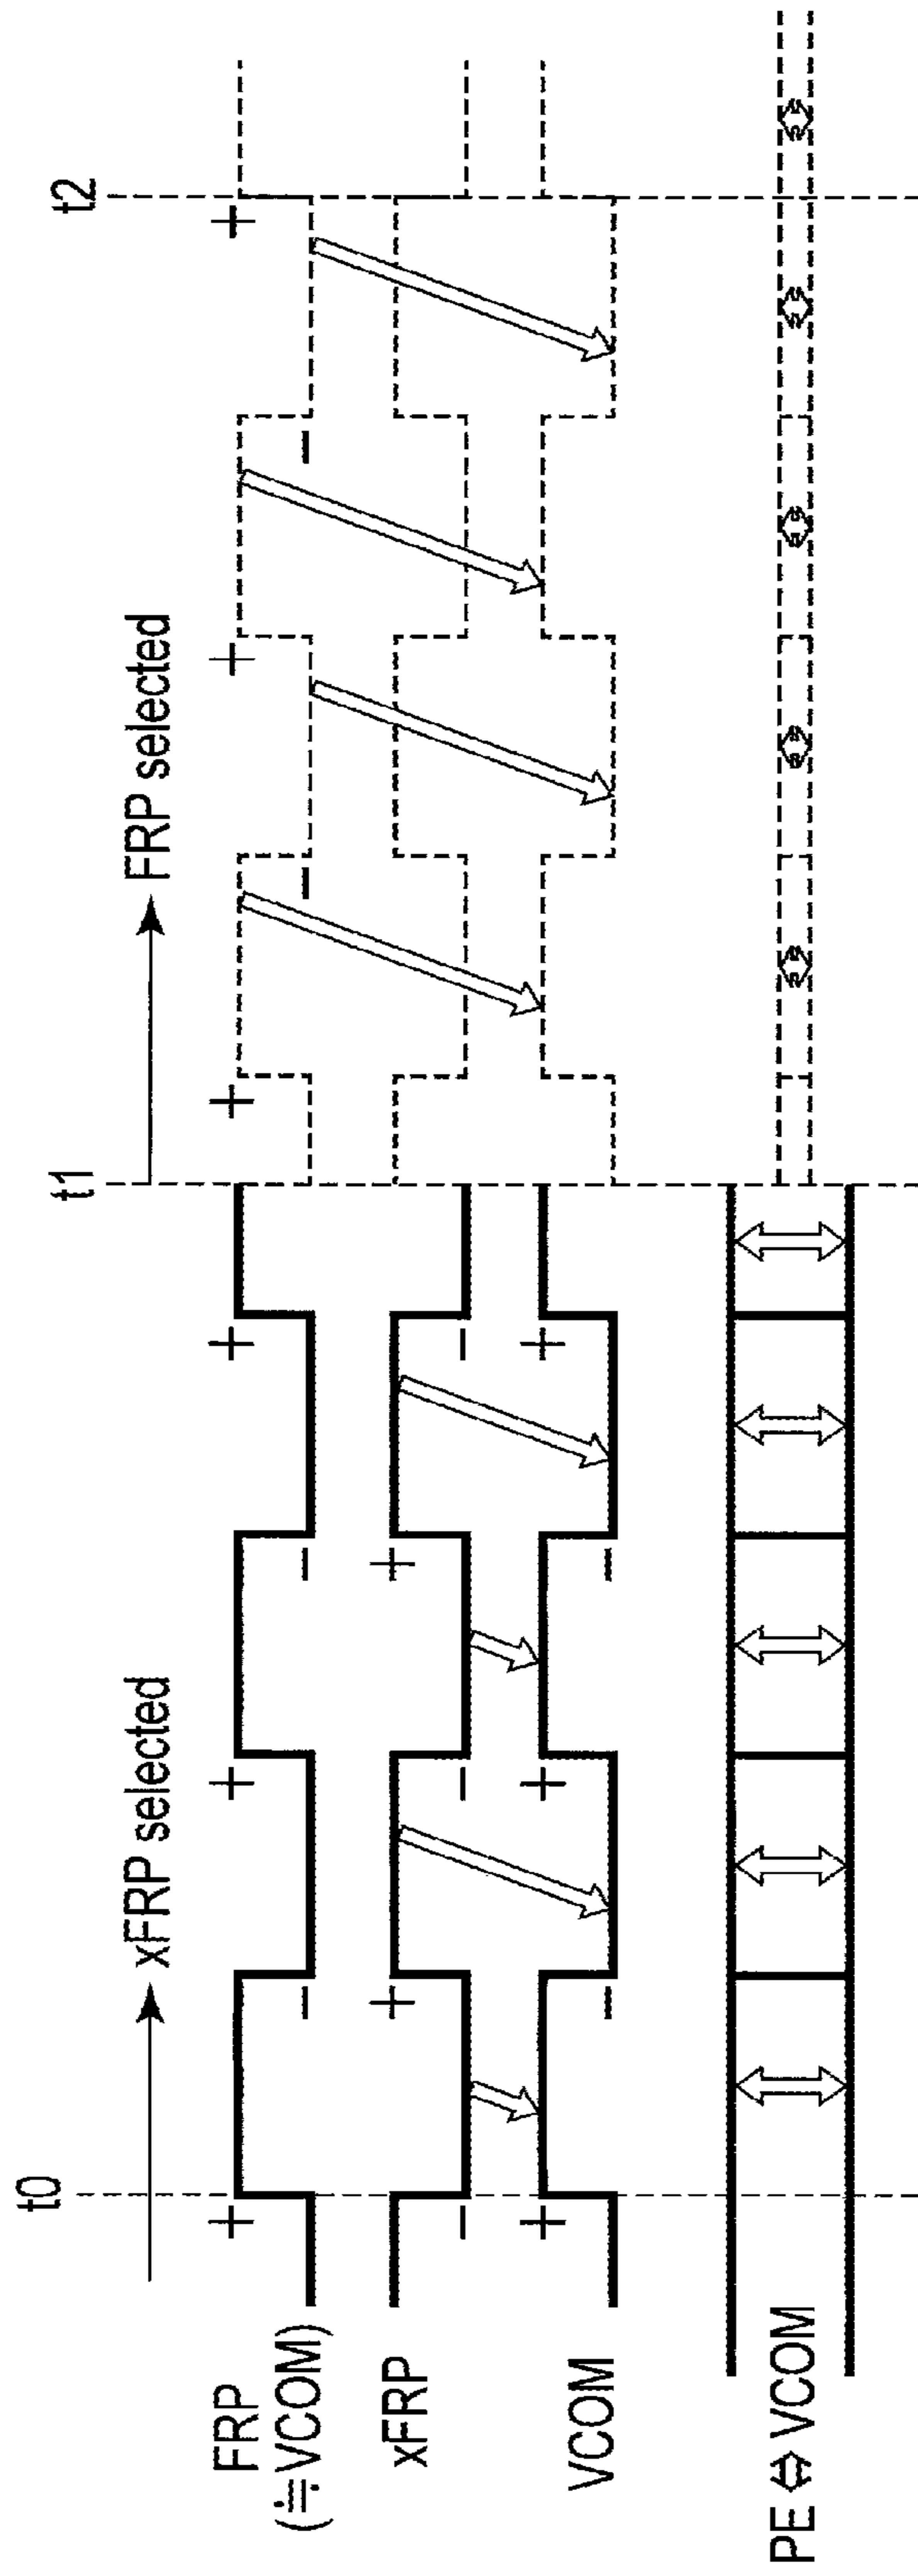 t0
t1
t2
xFRP selected
FRP selected
FRP
(≒VCOM)
+ - + - + + - + - +
xFRP
- + - + -
VCOM
+ - + - +
PE ⇔ VCOM